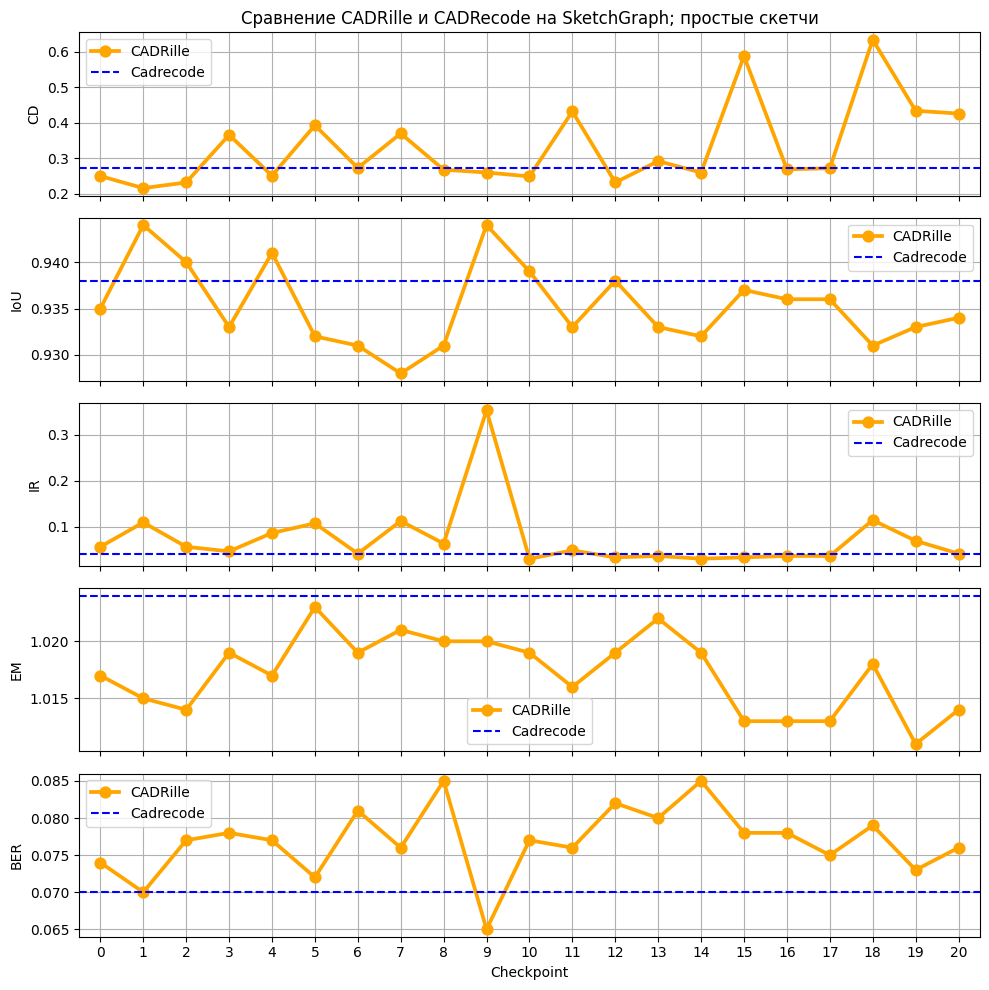 Сравнение CADRille и CADRecode на SketchGraph; простые скетчи
CADRille
Cadrecode
0.6
0.5
0.4
0.3
0.2
CD
CADRille
Cadrecode
0.940
0.935
0.930
IoU
CADRille
Cadrecode
0.3
0.2
0.1
IR
1.020
1.015
EM
CADRille
Cadrecode
CADRille
Cadrecode
0.085
0.080
0.075
0.070
0.065
BER
0 1 2 3 4 5 6 7 8 9 10 11 12 13 14 15 16 17 18 19 20
Checkpoint